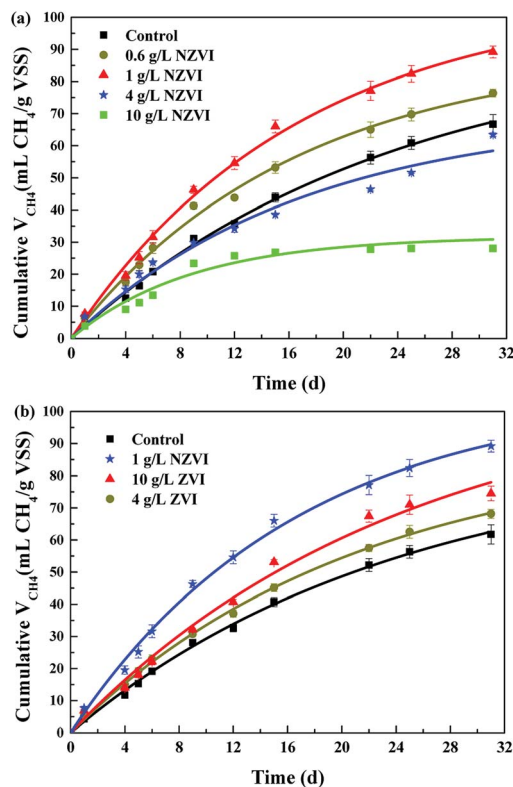 (a)
100
90
80
70
60
50
40
30
20
10
0
Cumulative V_CH4 (mL CH4/g VSS)
Control
0.6 g/L NZVI
1 g/L NZVI
4 g/L NZVI
10 g/L NZVI
0 4 8 12 16 20 24 28 32
Time (d)
(b)
100
90
80
70
60
50
40
30
20
10
0
Cumulative V_CH4 (mL CH4/g VSS)
Control
1 g/L NZVI
10 g/L ZVI
4 g/L ZVI
0 4 8 12 16 20 24 28 32
Time (d)